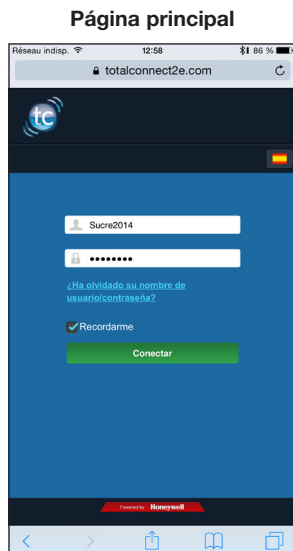 Página principal
Réseau indisp. 12:58 86 %
totalconnect2e.com
tc
Sucre2014
••••••••
¿Ha olvidado su nombre de
usuario/contraseña?
Recordarme
Conectar
Powered by Honeywell